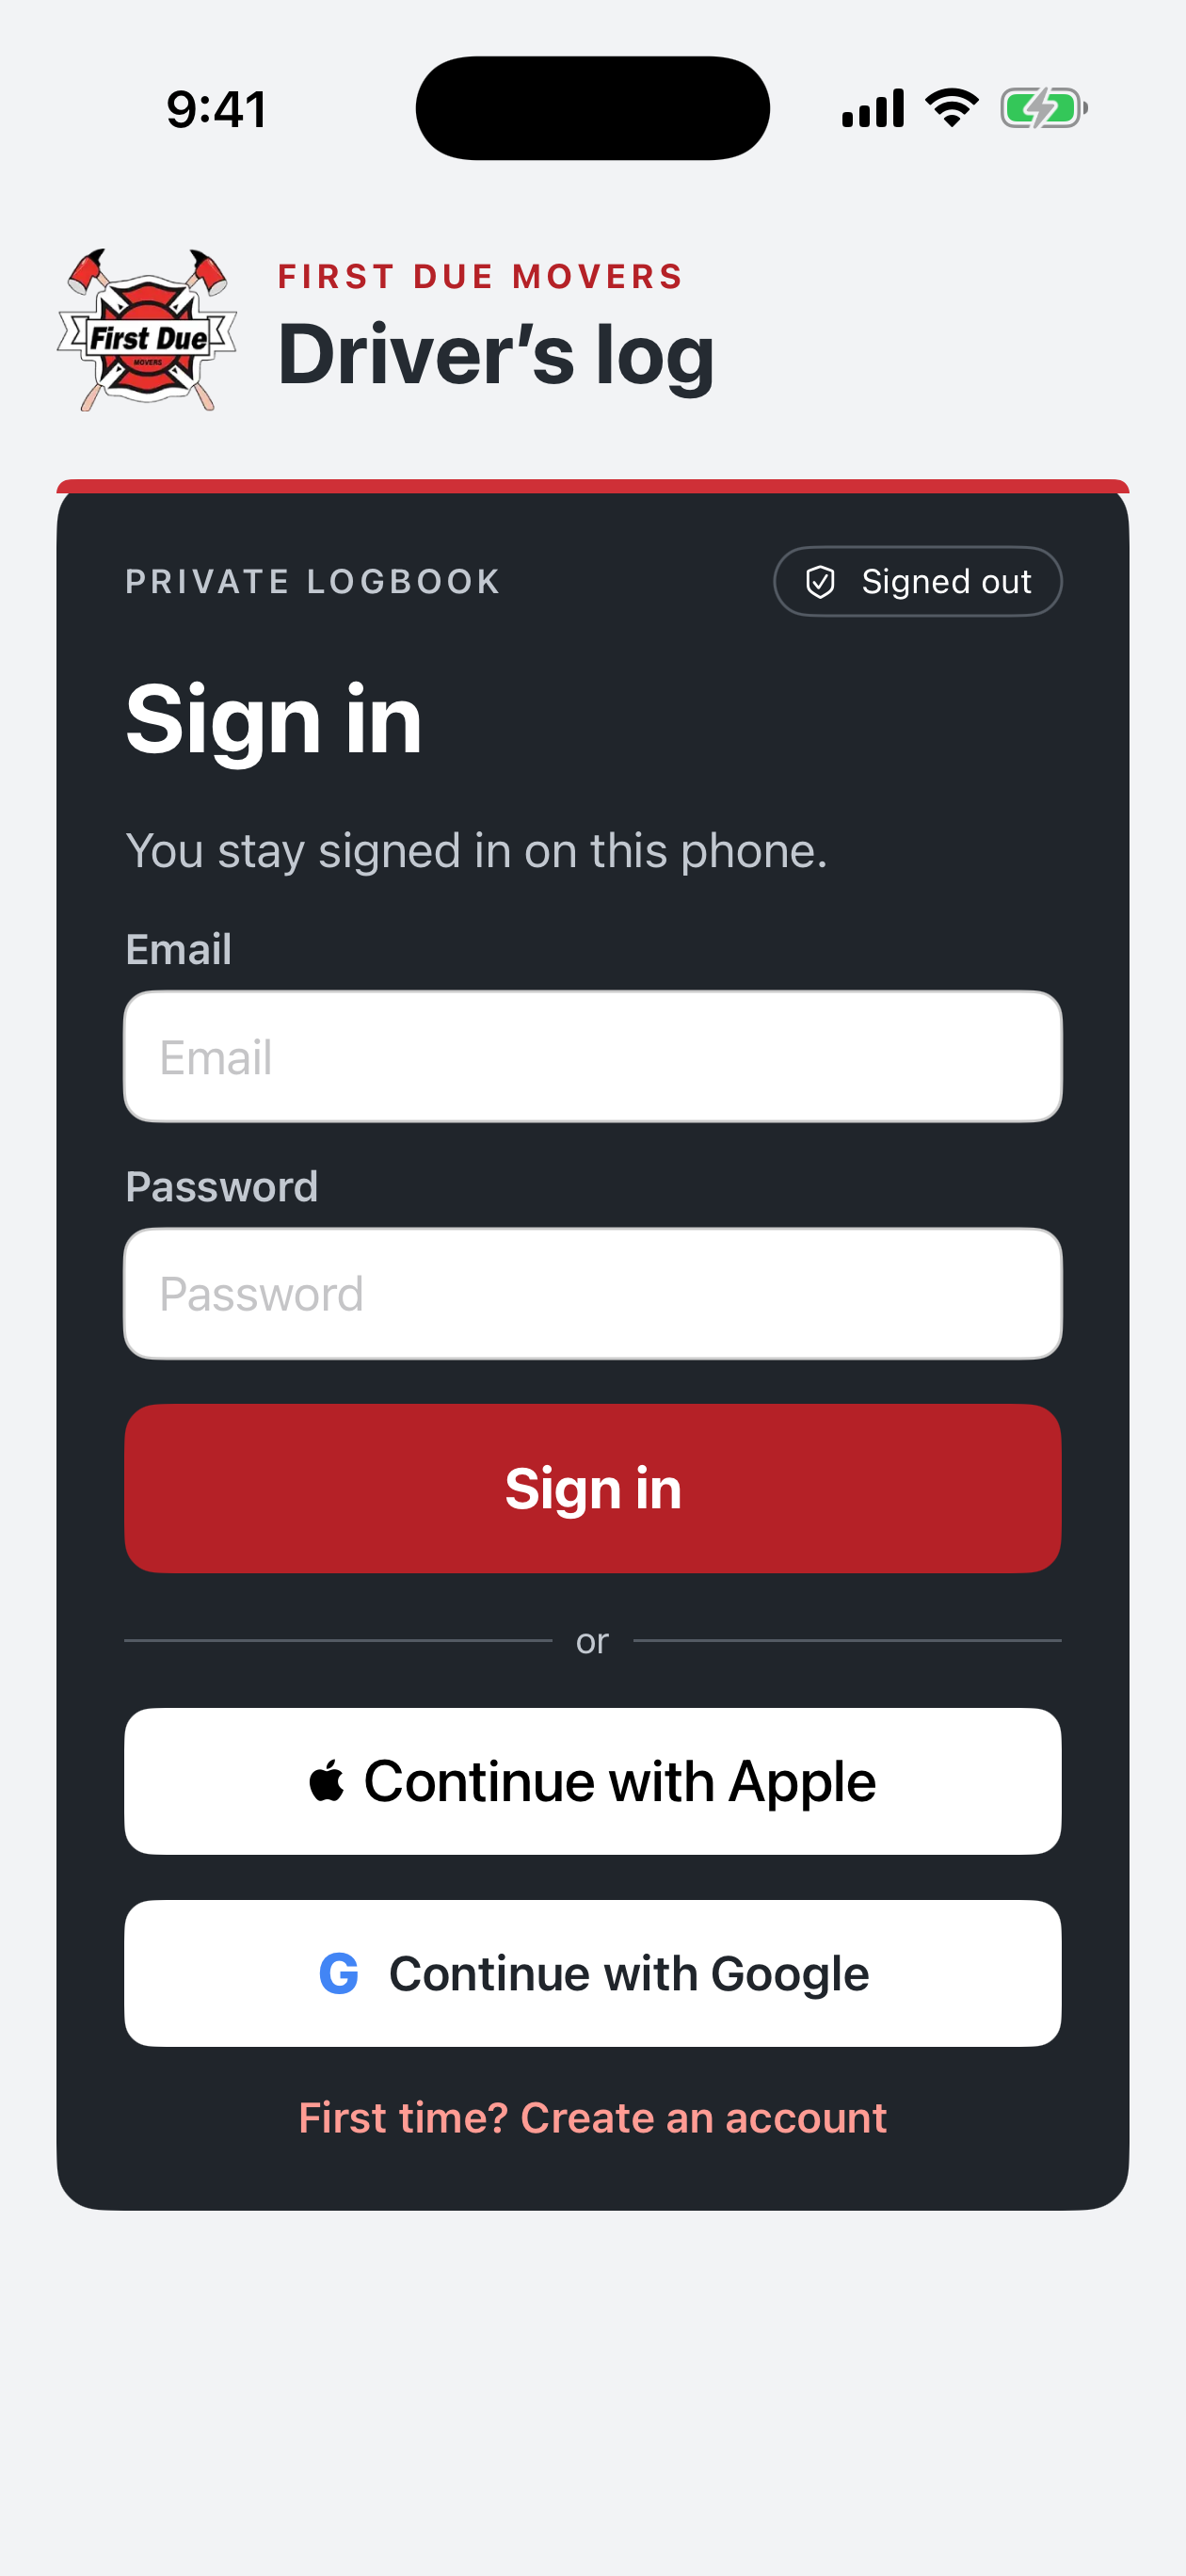 9:41
First Due
MOVERS
FIRST DUE MOVERS
Driver’s log
PRIVATE LOGBOOK
Signed out
Sign in
You stay signed in on this phone.
Email
Email
Password
Password
Sign in
or
Continue with Apple
G Continue with Google
First time? Create an account